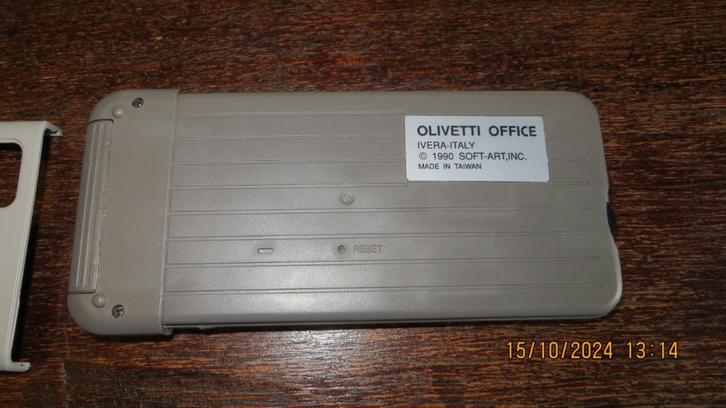 OLIVETTI OFFICE
IVERA-ITALY
© 1990 SOFT-ART,INC.
MADE IN TAIWAN
RESET
15/10/2024 13:14